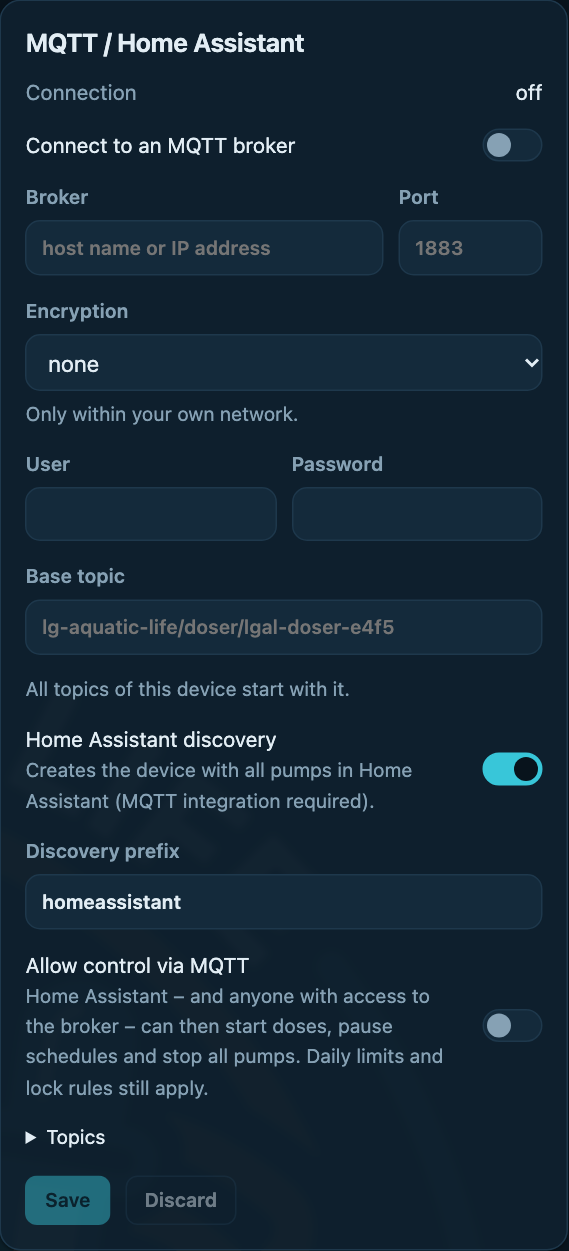 MQTT / Home Assistant
Connection off
Connect to an MQTT broker
Broker Port
host name or IP address 1883
Encryption
none
Only within your own network.
User Password
Base topic
lg-aquatic-life/doser/lgal-doser-e4f5
All topics of this device start with it.
Home Assistant discovery
Creates the device with all pumps in Home
Assistant (MQTT integration required).
Discovery prefix
homeassistant
Allow control via MQTT
Home Assistant – and anyone with access to
the broker – can then start doses, pause
schedules and stop all pumps. Daily limits and
lock rules still apply.
Topics
Save Discard